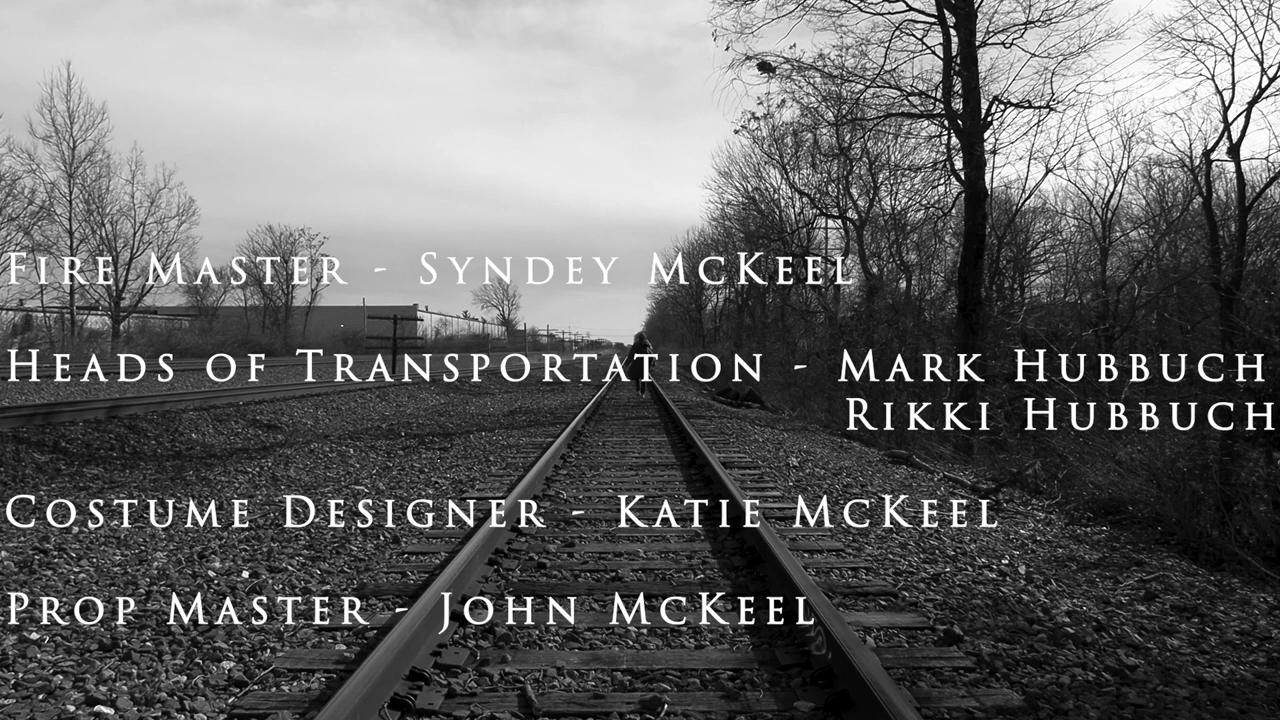 Fire Master - Syndey McKeel
Heads of Transportation - Mark Hubbuch
Rikki Hubbuch
Costume Designer - Katie McKeel
Prop Master - John McKeel